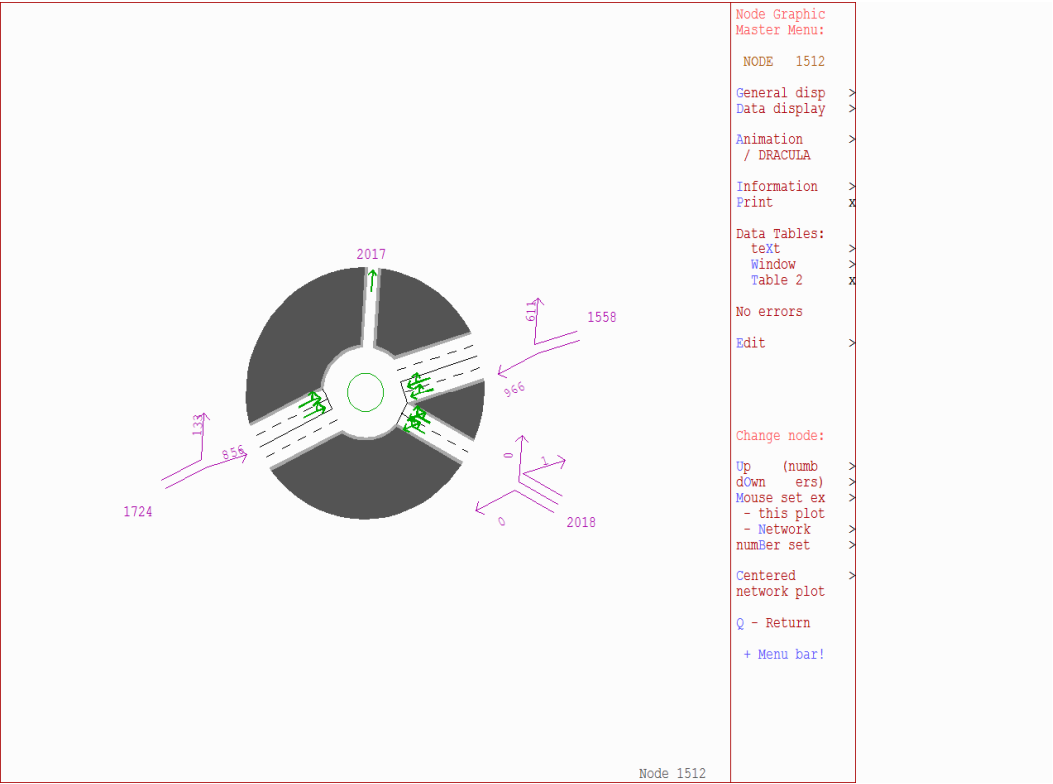 Node Graphic
Master Menu:
NODE 1512
General disp >
Data display >
Animation >
/ DRACULA
Information >
Print x
Data Tables:
teXt >
Window >
Table 2 x
No errors
Edit >
Change node:
Up (numb >
dOwn ers) >
Mouse set ex >
- this plot
- Network >
numBer set >
Centered >
network plot
Q - Return
+ Menu bar!
2017
611
1558
966
133
856
1724
0
1
0
2018
Node 1512